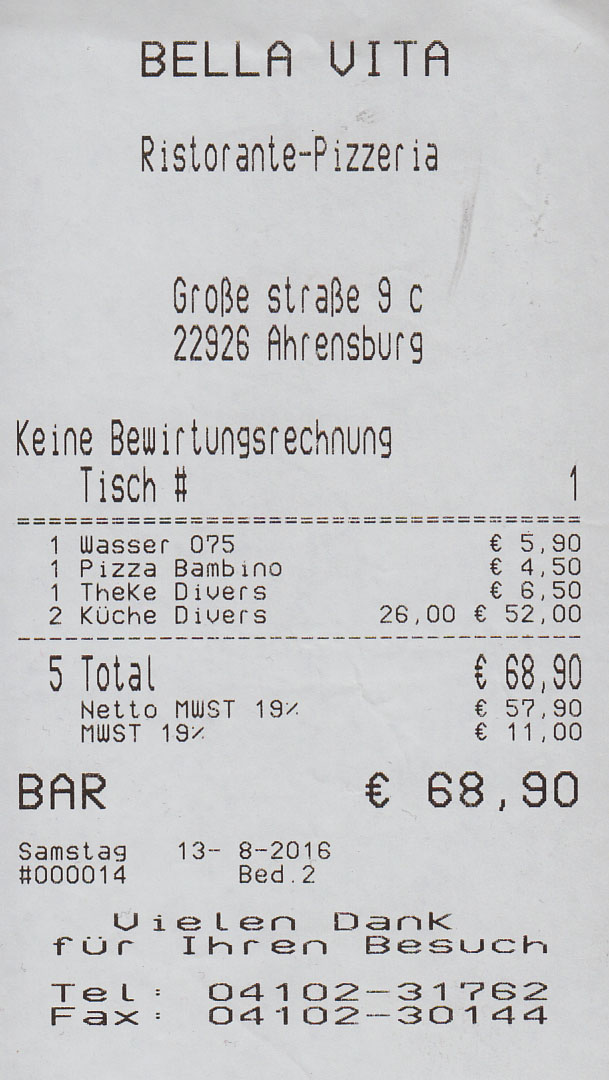 BELLA VITA
Ristorante-Pizzeria
Große straße 9 c
22926 Ahrensburg
Keine Bewirtungsrechnung
Tisch # 1
===================================
1 Wasser 075 € 5,90
1 Pizza Bambino € 4,50
1 TheKe Divers € 6,50
2 Küche Divers 26,00 € 52,00
-----------------------------------
5 Total € 68,90
Netto MWST 19% € 57,90
MWST 19% € 11,00
BAR € 68,90
Samstag 13- 8-2016
#000014 Bed.2
Vielen Dank
für Ihren Besuch
Tel: 04102-31762
Fax: 04102-30144